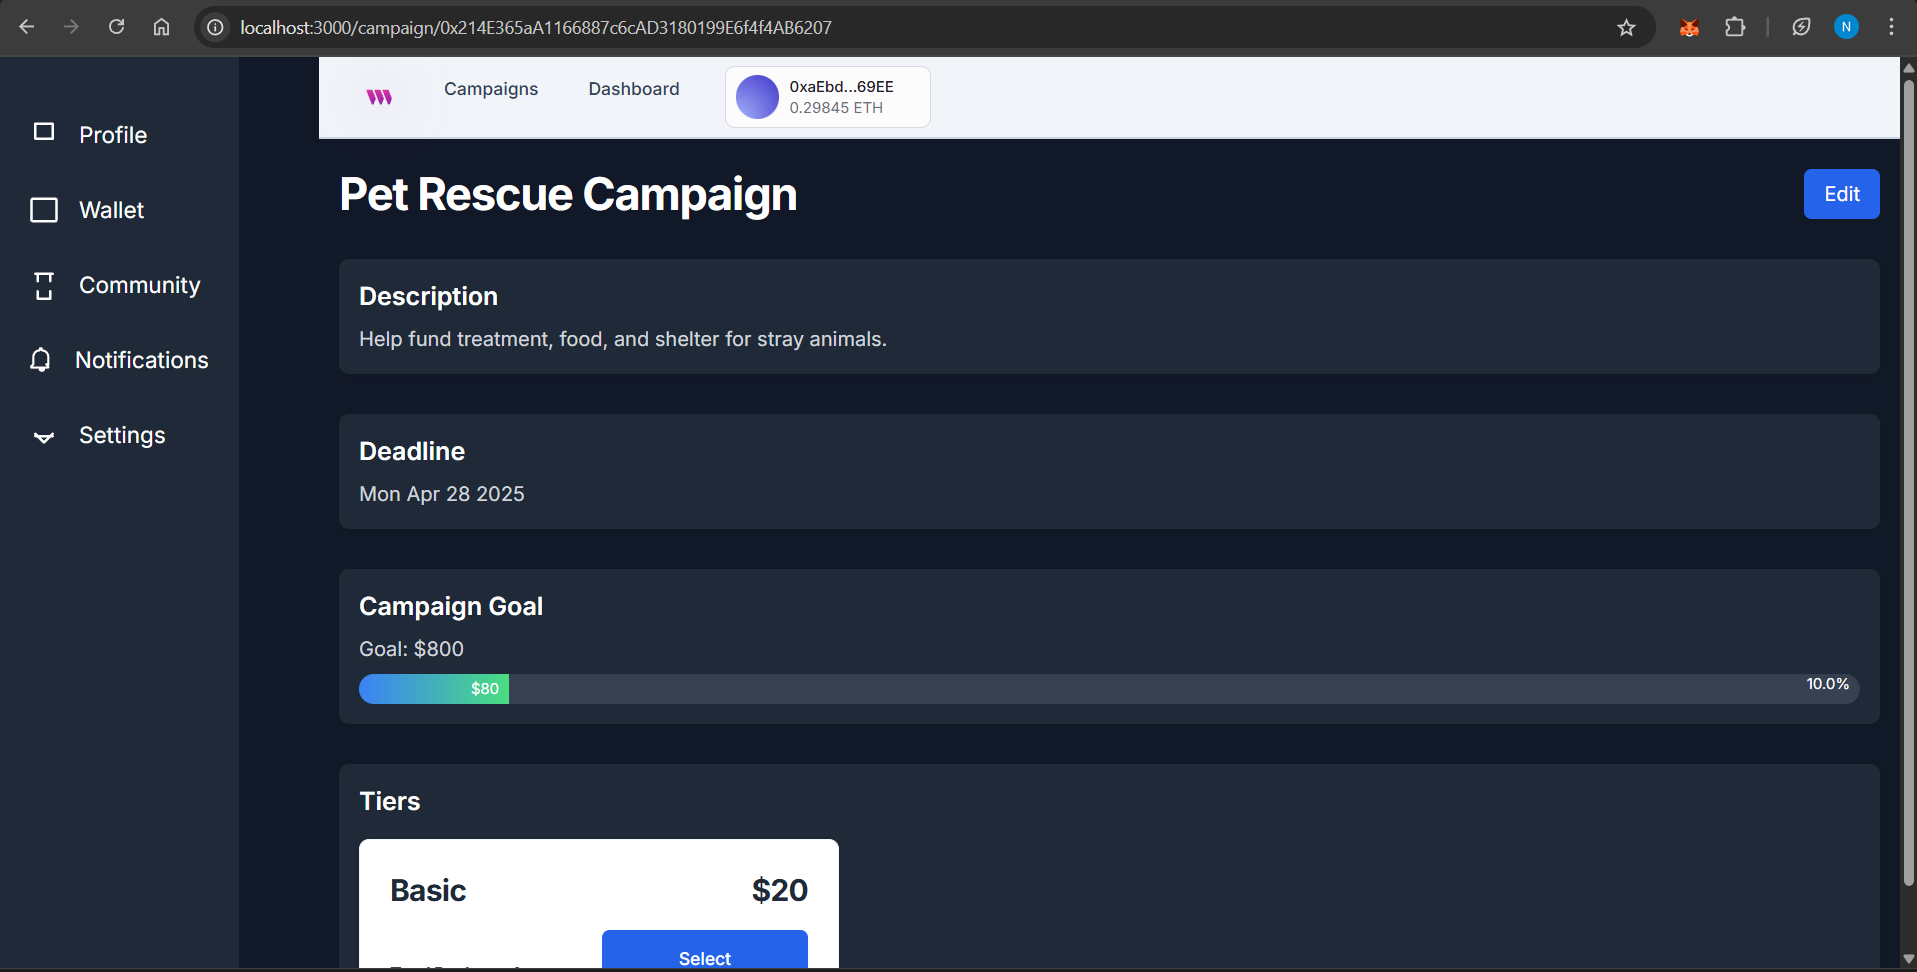 localhost:3000/campaign/0x214E365aA1166887c6cAD3180199E6f4f4AB6207
N
Profile
Wallet
Community
Notifications
Settings
Campaigns
Dashboard
0xaEbd...69EE
0.29845 ETH
Pet Rescue Campaign
Edit
Description
Help fund treatment, food, and shelter for stray animals.
Deadline
Mon Apr 28 2025
Campaign Goal
Goal: $800
$80
10.0%
Tiers
Basic
$20
Select